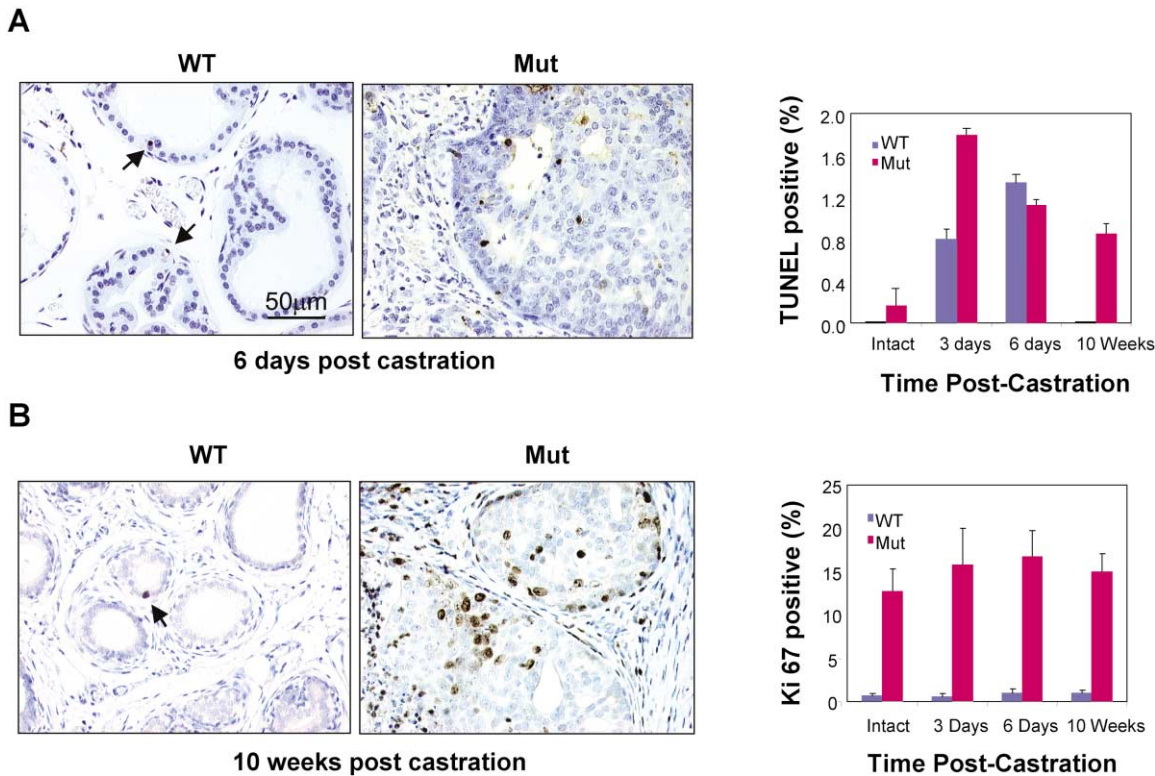 A
WT
Mut
50μm
6 days post castration
TUNEL positive (%)
2.0
1.6
1.2
0.8
0.4
0.0
WT
Mut
Intact
3 days
6 days
10 Weeks
Time Post-Castration
B
WT
Mut
10 weeks post castration
Ki 67 positive (%)
25
20
15
10
5
0
WT
Mut
Intact
3 Days
6 Days
10 Weeks
Time Post-Castration